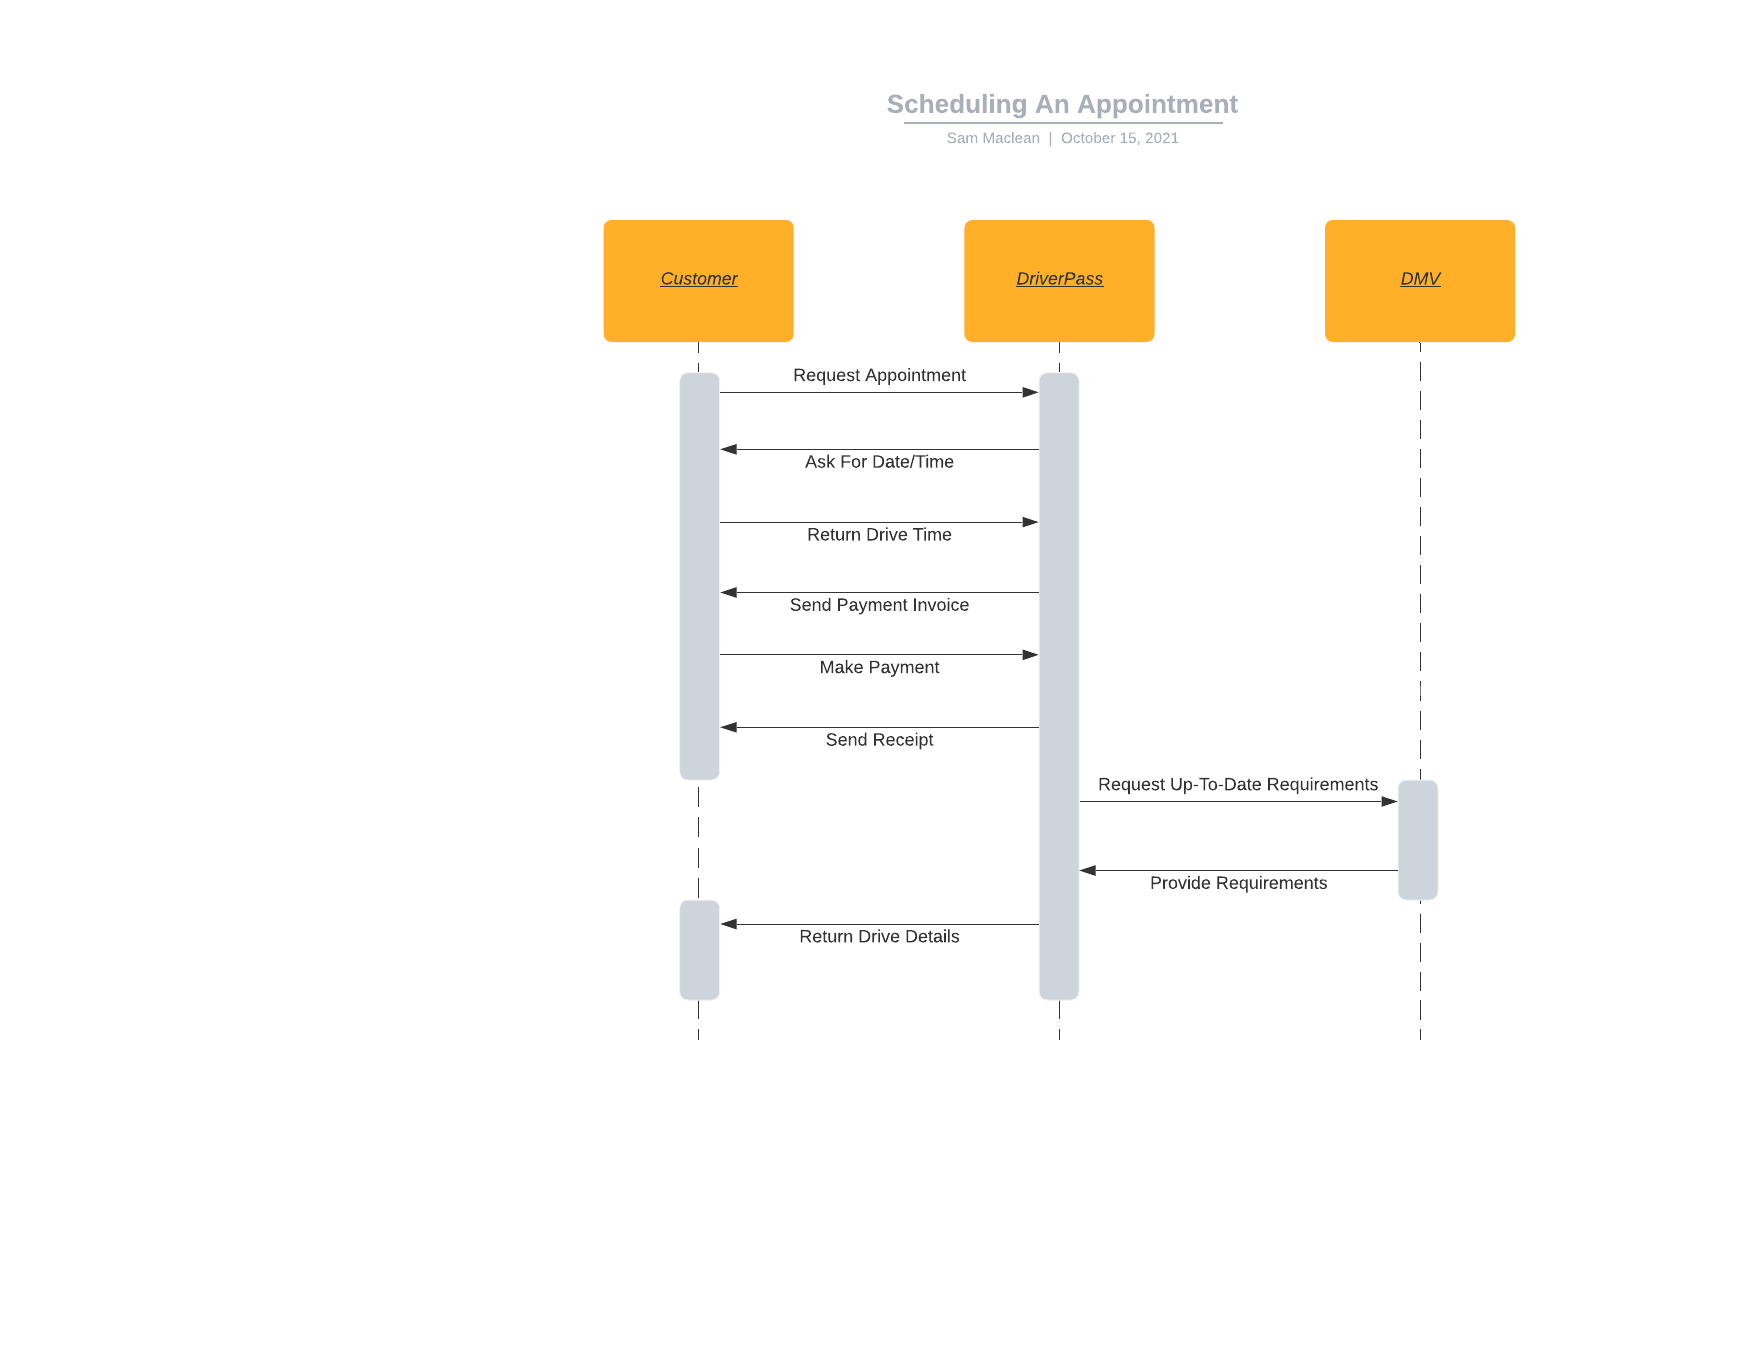 Scheduling An Appointment
Sam Maclean | October 15, 2021
Customer
DriverPass
DMV
Request Appointment
Ask For Date/Time
Return Drive Time
Send Payment Invoice
Make Payment
Send Receipt
Request Up-To-Date Requirements
Provide Requirements
Return Drive Details